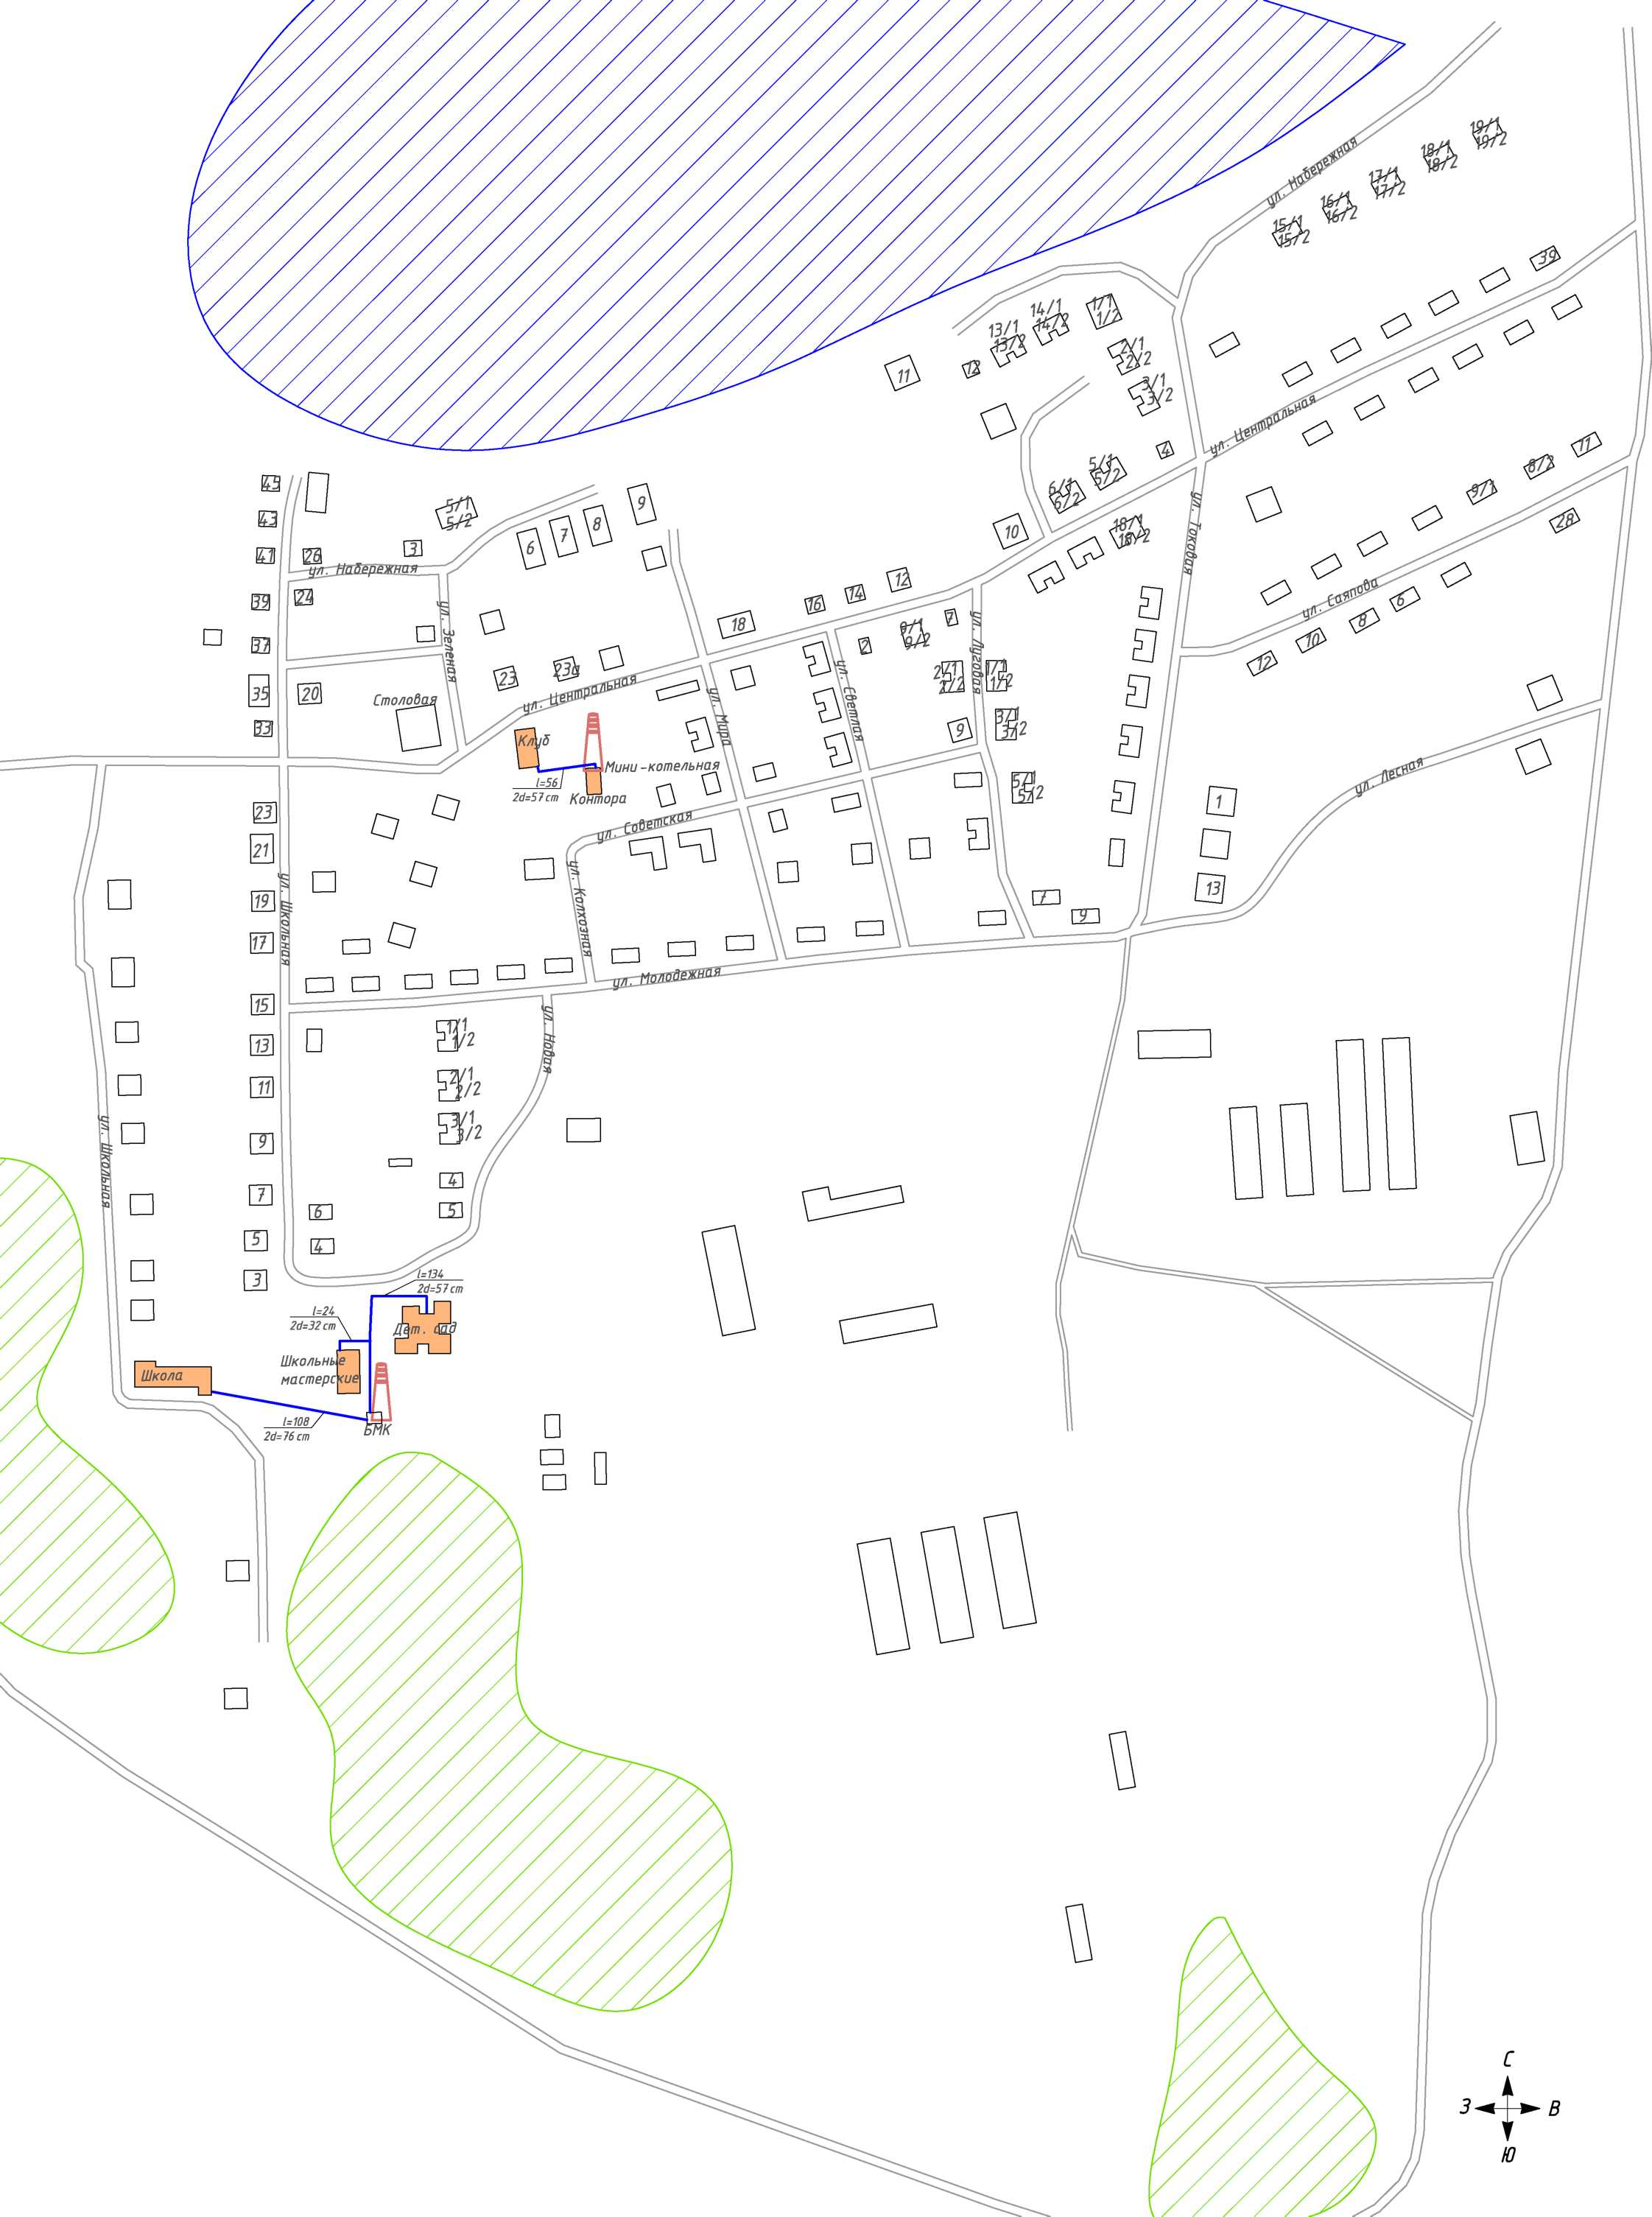 19/1
19/2
18/1
18/2
17/1
17/2
16/1
16/2
15/1
15/2
ул. Набережная
39
14/1
14/2
1/1
1/2
13/1
13/2
12
11
2/1
2/2
3/1
3/2
ул. Центральная
4
5/1
5/2
6/1
6/2
10
18/1
18/2
11
8/2
9/1
28
ул. Токовая
ул. Саяпова
6
8
10
12
45
43
41
39
37
35
33
26
24
20
3
5/1
5/2
6
7
8
9
ул. Набережная
ул. Зеленая
Столовая
23
23а
ул. Центральная
18
16
14
12
2
9/1
9/2
7
ул. Луговая
2/1
2/2
1/1
1/2
3/1
3/2
9
5/1
5/2
ул. Светлая
ул. Мира
Клуб
Мини-котельная
l=56
2d=57 cm
Контора
ул. Советская
ул. Колхозная
ул. Лесная
1
13
7
9
23
21
19
17
15
13
11
9
7
5
3
ул. Школьная
ул. Молодежная
ул. Новая
1/1
1/2
2/1
2/2
3/1
3/2
4
5
6
4
ул. Школьная
l=134
2d=57 cm
l=24
2d=32 cm
Дет. сад
Школьные
мастерские
Школа
l=108
2d=76 cm
БМК
С
З
В
Ю